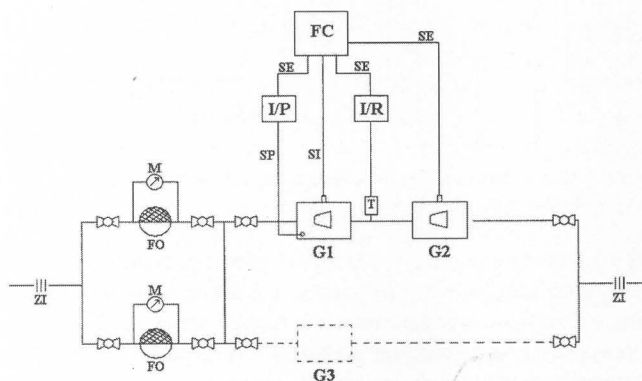 FC
SE SE SE
I/P I/R
SP SI
M
T
FO G1 G2
M
ZI ZI
FO
G3